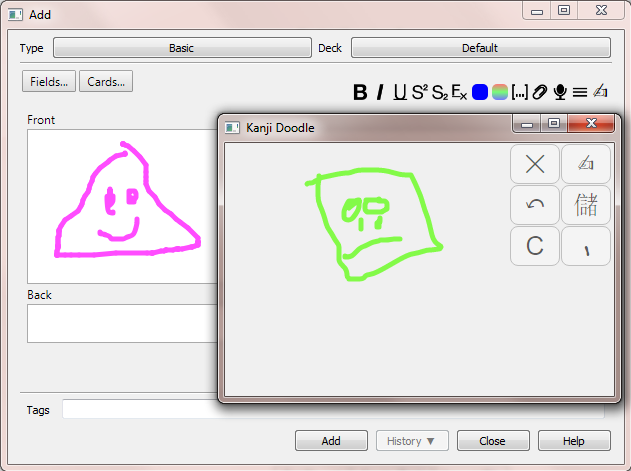 Add
Type Basic Deck Default
Fields... Cards...
B I U S² S₂ Eₓ [...]
Front
Kanji Doodle
儲
C ,
Back
Tags
Add History ▼ Close Help